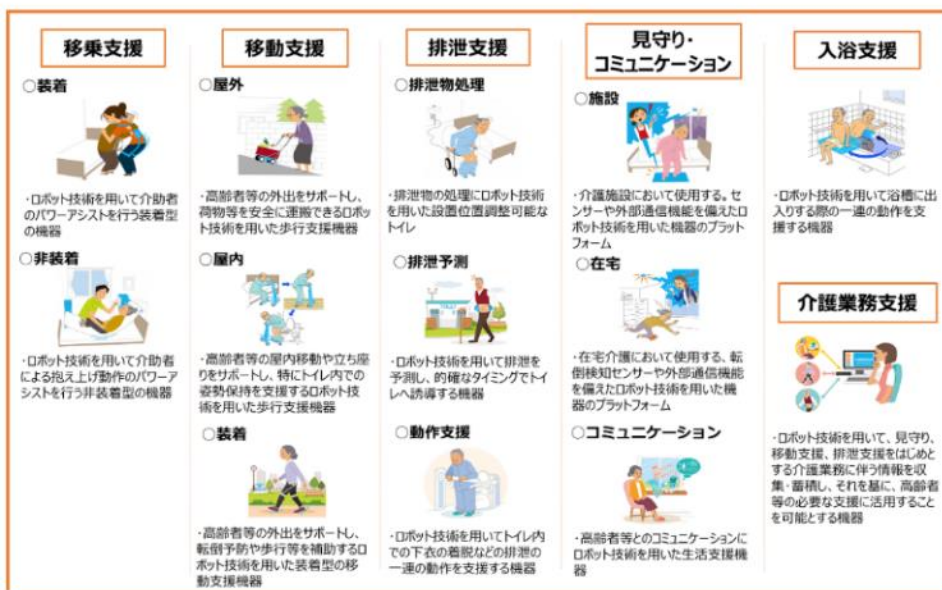 移乗支援
○装着
・ロボット技術を用いて介助者
のパワーアシストを行う装着型
の機器
○非装着
・ロボット技術を用いて介助者
による抱え上げ動作のパワーア
シストを行う非装着型の機器
移動支援
○屋外
・高齢者等の外出をサポートし、
荷物等を安全に運搬できるロボッ
ト技術を用いた歩行支援機器
○屋内
・高齢者等の屋内移動や立ち座
りをサポートし、特にトイレ内での
姿勢保持を支援するロボット技
術を用いた歩行支援機器
○装着
・高齢者等の外出をサポートし、
転倒予防や歩行等を補助するロ
ボット技術を用いた装着型の移
動支援機器
排泄支援
○排泄物処理
・排泄物の処理にロボット技術
を用いた設置位置調整可能な
トイレ
○排泄予測
・ロボット技術を用いて排泄を
予測し、的確なタイミングでトイ
レへ誘導する機器
○動作支援
・ロボット技術を用いてトイレ内
での下衣の着脱などの排泄の
一連の動作を支援する機器
見守り・
コミュニケーション
○施設
・介護施設において使用する。セ
ンサーや外部通信機能を備えたロ
ボット技術を用いた機器のプラット
フォーム
○在宅
・在宅介護において使用する、転
倒検知センサーや外部通信機能
を備えたロボット技術を用いた機
器のプラットフォーム
○コミュニケーション
・高齢者等とのコミュニケーションに
ロボット技術を用いた生活支援機
器
入浴支援
・ロボット技術を用いて浴槽に出
入りする際の一連の動作を支
援する機器
介護業務支援
・ロボット技術を用いて、見守り、
移動支援、排泄支援をはじめと
する介護業務に伴う情報を収
集・蓄積し、それを基に、高齢者
等の必要な支援に活用すること
を可能とする機器